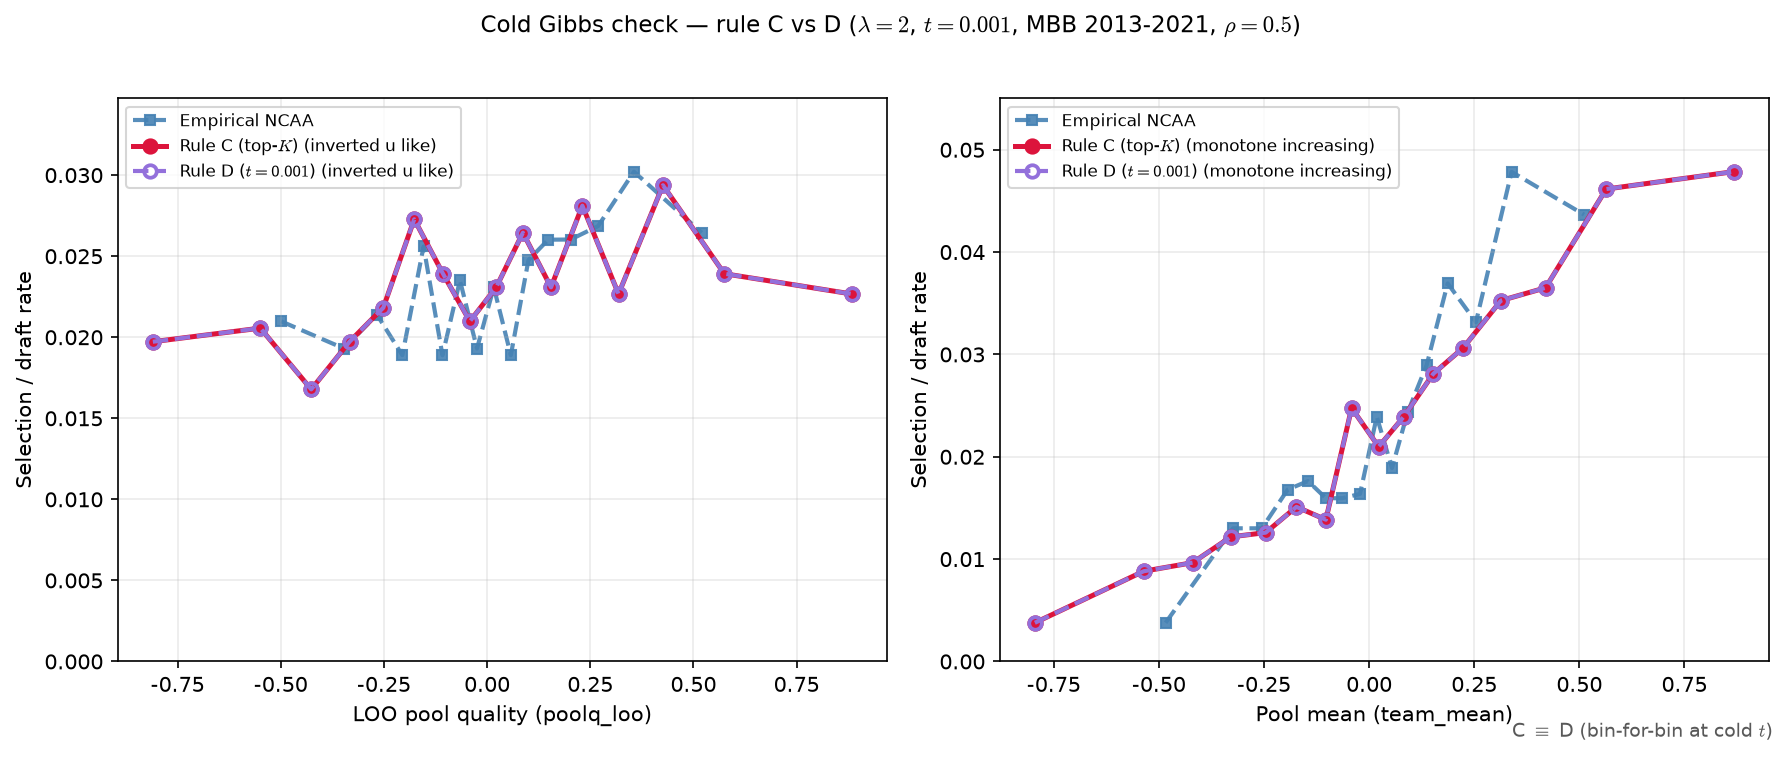 Cold Gibbs check — rule C vs D (λ = 2, t = 0.001, MBB 2013-2021, ρ = 0.5)
Empirical NCAA
Rule C (top-K) (inverted u like)
Rule D (t = 0.001) (inverted u like)
Selection / draft rate
0.030
0.025
0.020
0.015
0.010
0.005
0.000
-0.75
-0.50
-0.25
0.00
0.25
0.50
0.75
LOO pool quality (poolq_loo)
Empirical NCAA
Rule C (top-K) (monotone increasing)
Rule D (t = 0.001) (monotone increasing)
Selection / draft rate
0.05
0.04
0.03
0.02
0.01
0.00
-0.75
-0.50
-0.25
0.00
0.25
0.50
0.75
Pool mean (team_mean)
C ≡ D (bin-for-bin at cold t)